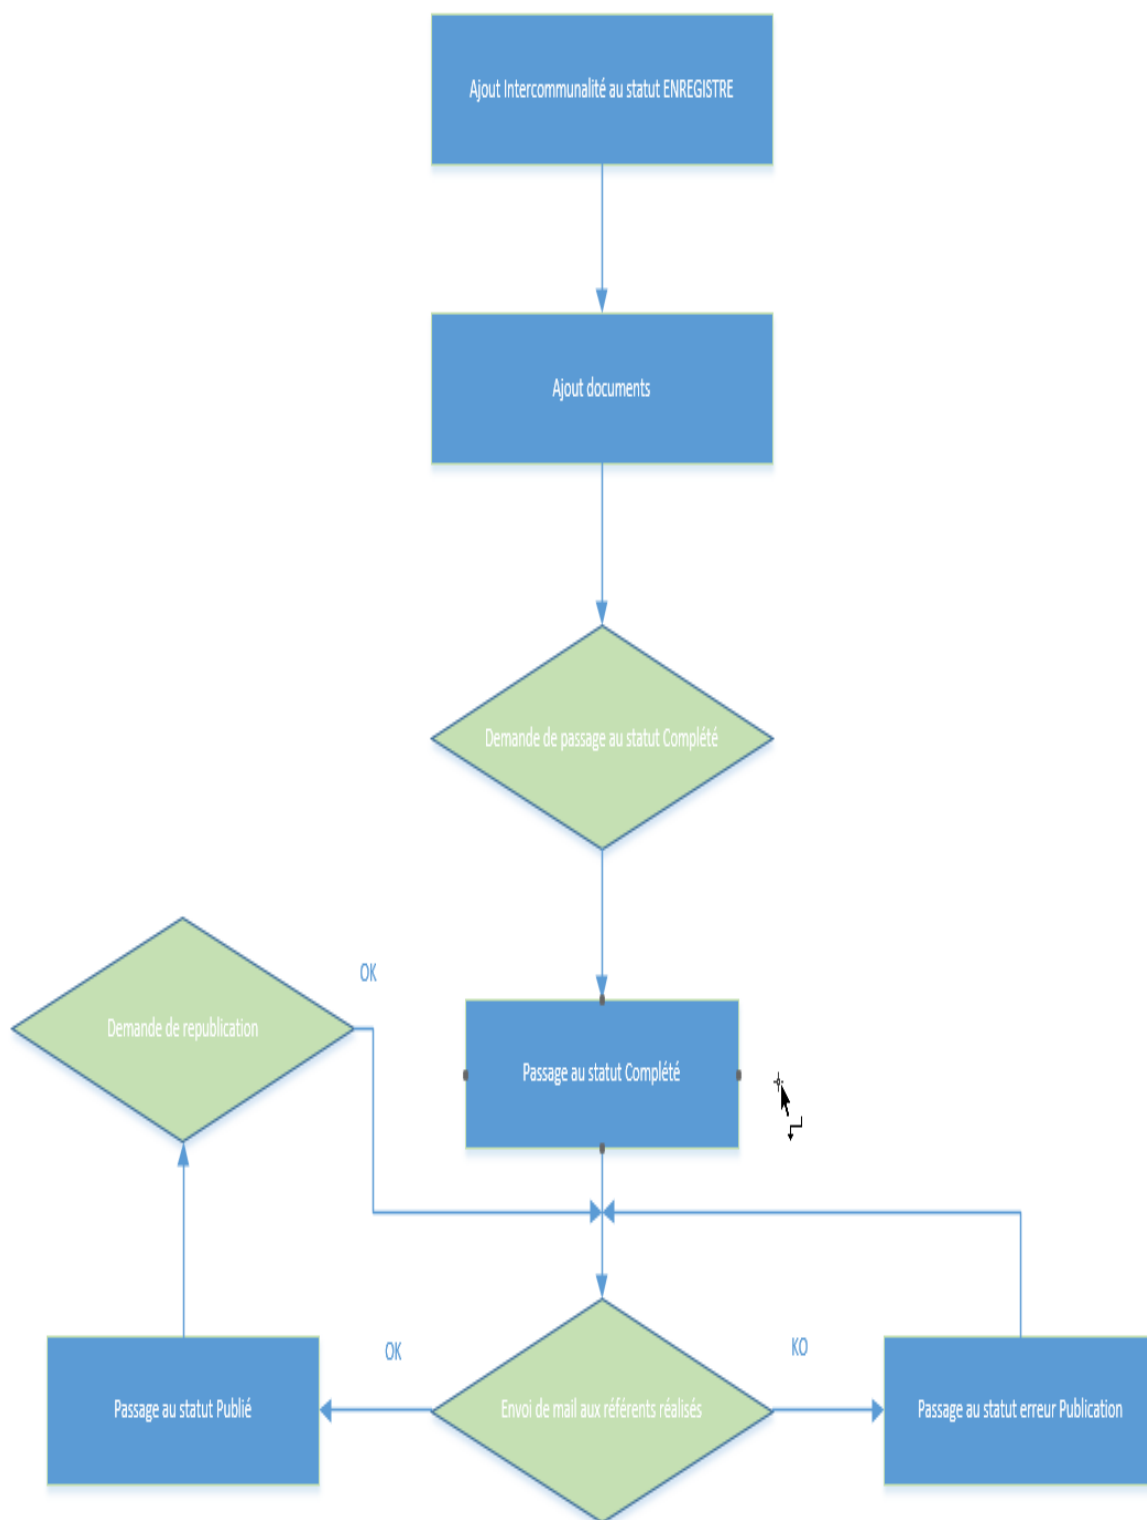 Ajout Intercommunalité au statut ENREGISTRE
Ajout documents
Demande de passage au statut Complété
OK
Demande de republication
Passage au statut Complété
OK
KO
Passage au statut Publié
Envoi de mail aux référents réalisés
Passage au statut erreur Publication